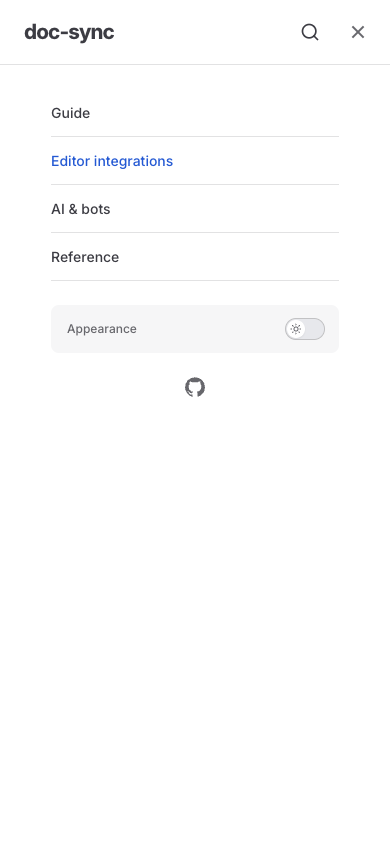 doc-sync
Guide
Editor integrations
AI & bots
Reference
Appearance